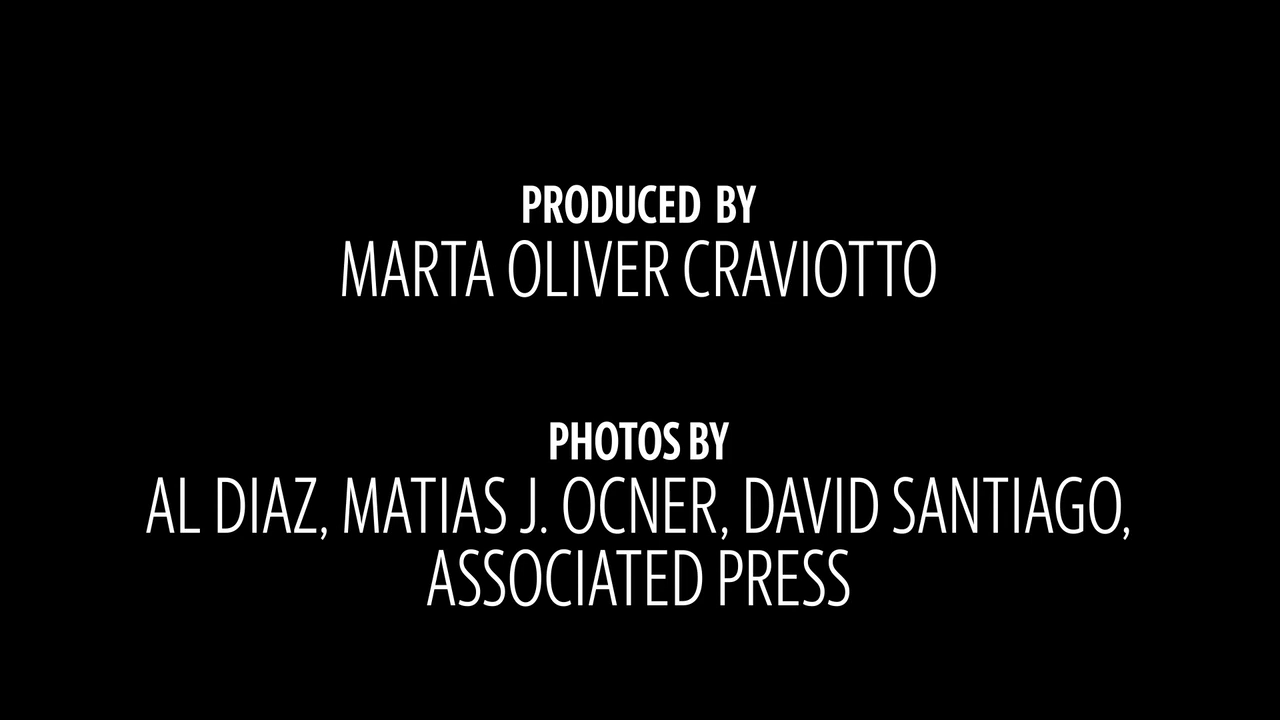 PRODUCED BY
MARTA OLIVER CRAVIOTTO
PHOTOS BY
AL DIAZ, MATIAS J. OCNER, DAVID SANTIAGO,
ASSOCIATED PRESS